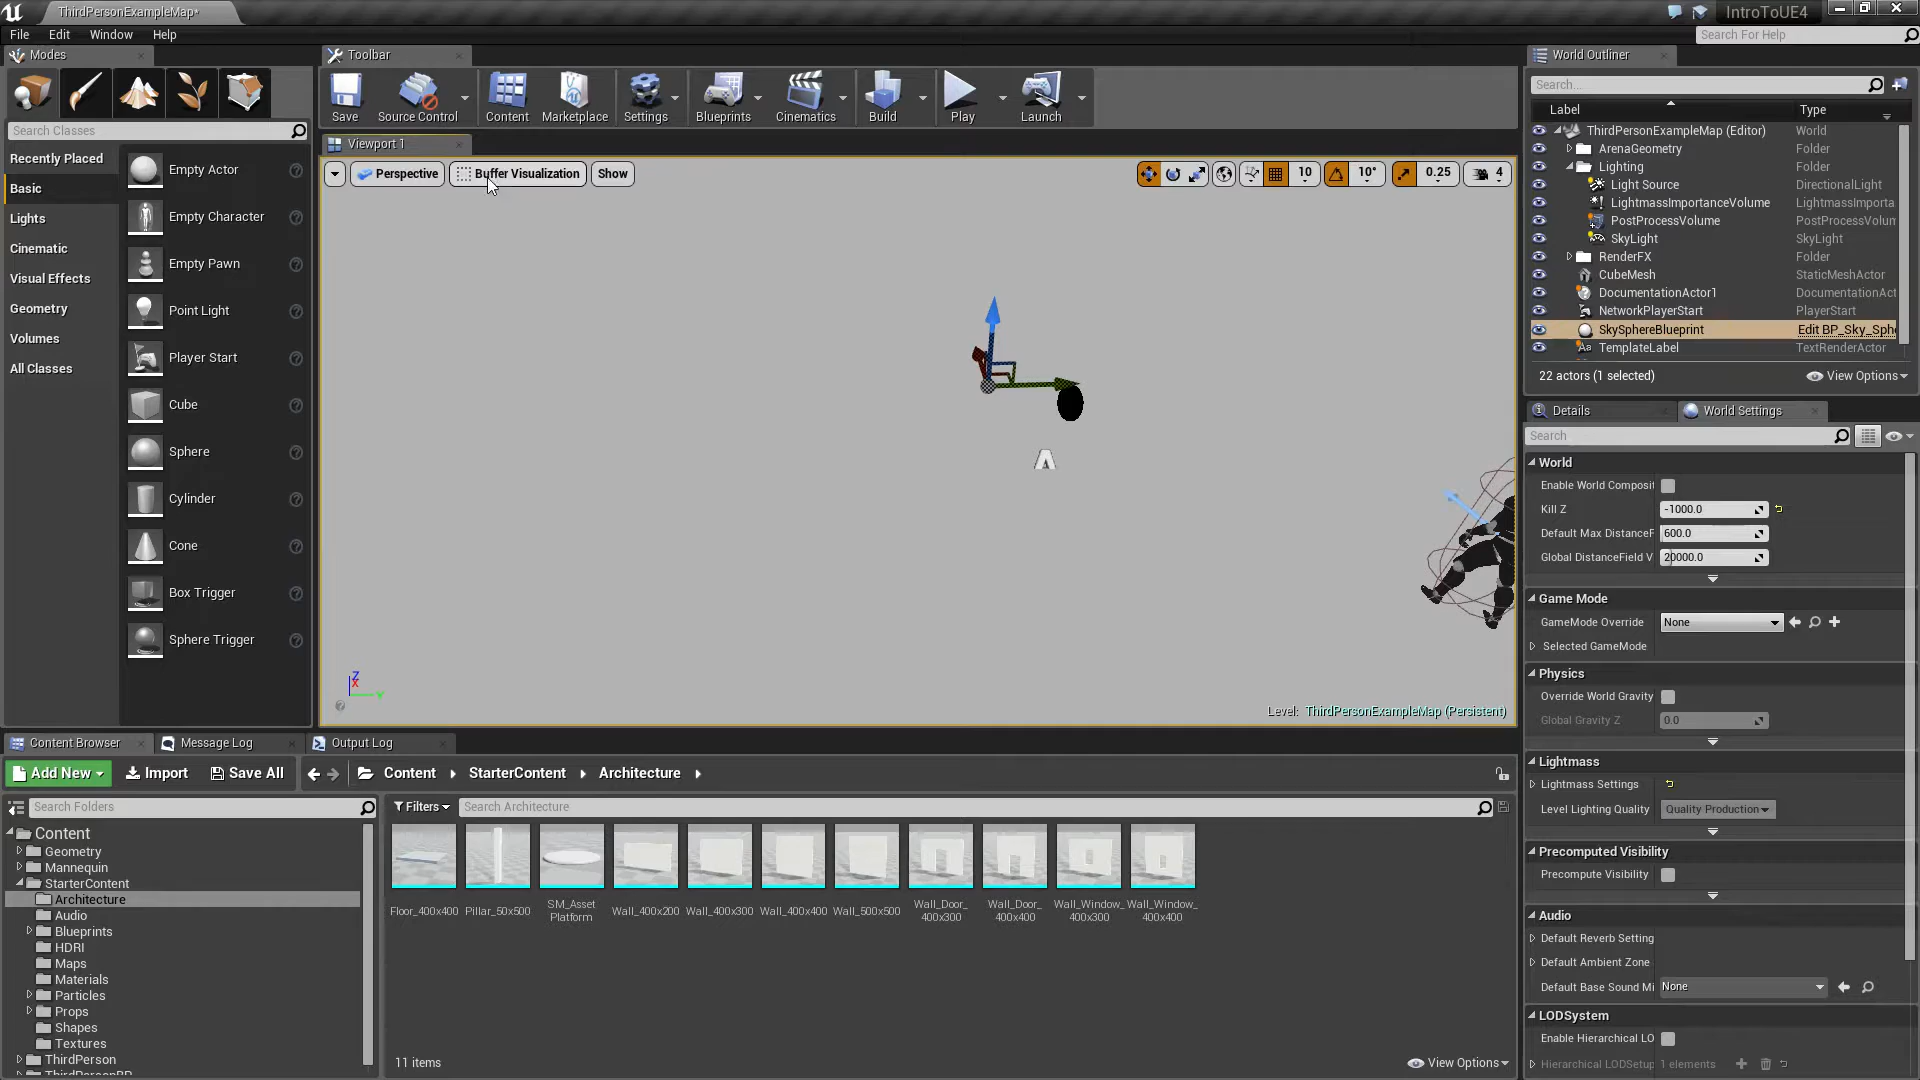 ThirdPersonExampleMap*
IntroToUE4
File Edit Window Help
Search For Help
Modes
Toolbar
World Outliner
Save
Source Control
Content
Marketplace
Settings
Blueprints
Cinematics
Build
Play
Launch
Search Classes
Recently Placed
Basic
Lights
Cinematic
Visual Effects
Geometry
Volumes
All Classes
Empty Actor
Empty Character
Empty Pawn
Point Light
Player Start
Cube
Sphere
Cylinder
Cone
Box Trigger
Sphere Trigger
Viewport 1
Perspective Buffer Visualization Show
10 10° 0.25 4
Level: ThirdPersonExampleMap (Persistent)
Search...
Label Type
ThirdPersonExampleMap (Editor) World
ArenaGeometry Folder
Lighting Folder
Light Source DirectionalLight
LightmassImportanceVolume LightmassImporta
PostProcessVolume PostProcessVolum
SkyLight SkyLight
RenderFX Folder
CubeMesh StaticMeshActor
DocumentationActor1 DocumentationAct
NetworkPlayerStart PlayerStart
SkySphereBlueprint Edit BP_Sky_Sphe
TemplateLabel TextRenderActor
22 actors (1 selected) View Options
Details World Settings
Search
World
Enable World Composit
Kill Z -1000.0
Default Max DistanceF 600.0
Global DistanceField V 20000.0
Game Mode
GameMode Override None
Selected GameMode
Physics
Override World Gravity
Global Gravity Z 0.0
Lightmass
Lightmass Settings
Level Lighting Quality Quality Production
Precomputed Visibility
Precompute Visibility
Audio
Default Reverb Setting
Default Ambient Zone
Default Base Sound Mi None
LODSystem
Enable Hierarchical LO
Hierarchical LODSetup 1 elements
Content Browser Message Log Output Log
Add New Import Save All Content StarterContent Architecture
Search Folders
Filters Search Architecture
Content
Geometry
Mannequin
StarterContent
Architecture
Audio
Blueprints
HDRI
Maps
Materials
Particles
Props
Shapes
Textures
ThirdPerson
ThirdPersonBP
Floor_400x400
Pillar_50x500
SM_Asset
Platform
Wall_400x200
Wall_400x300
Wall_400x400
Wall_500x500
Wall_Door_
400x300
Wall_Door_
400x400
Wall_Window_
400x300
Wall_Window_
400x400
11 items
View Options
Z
X
Y